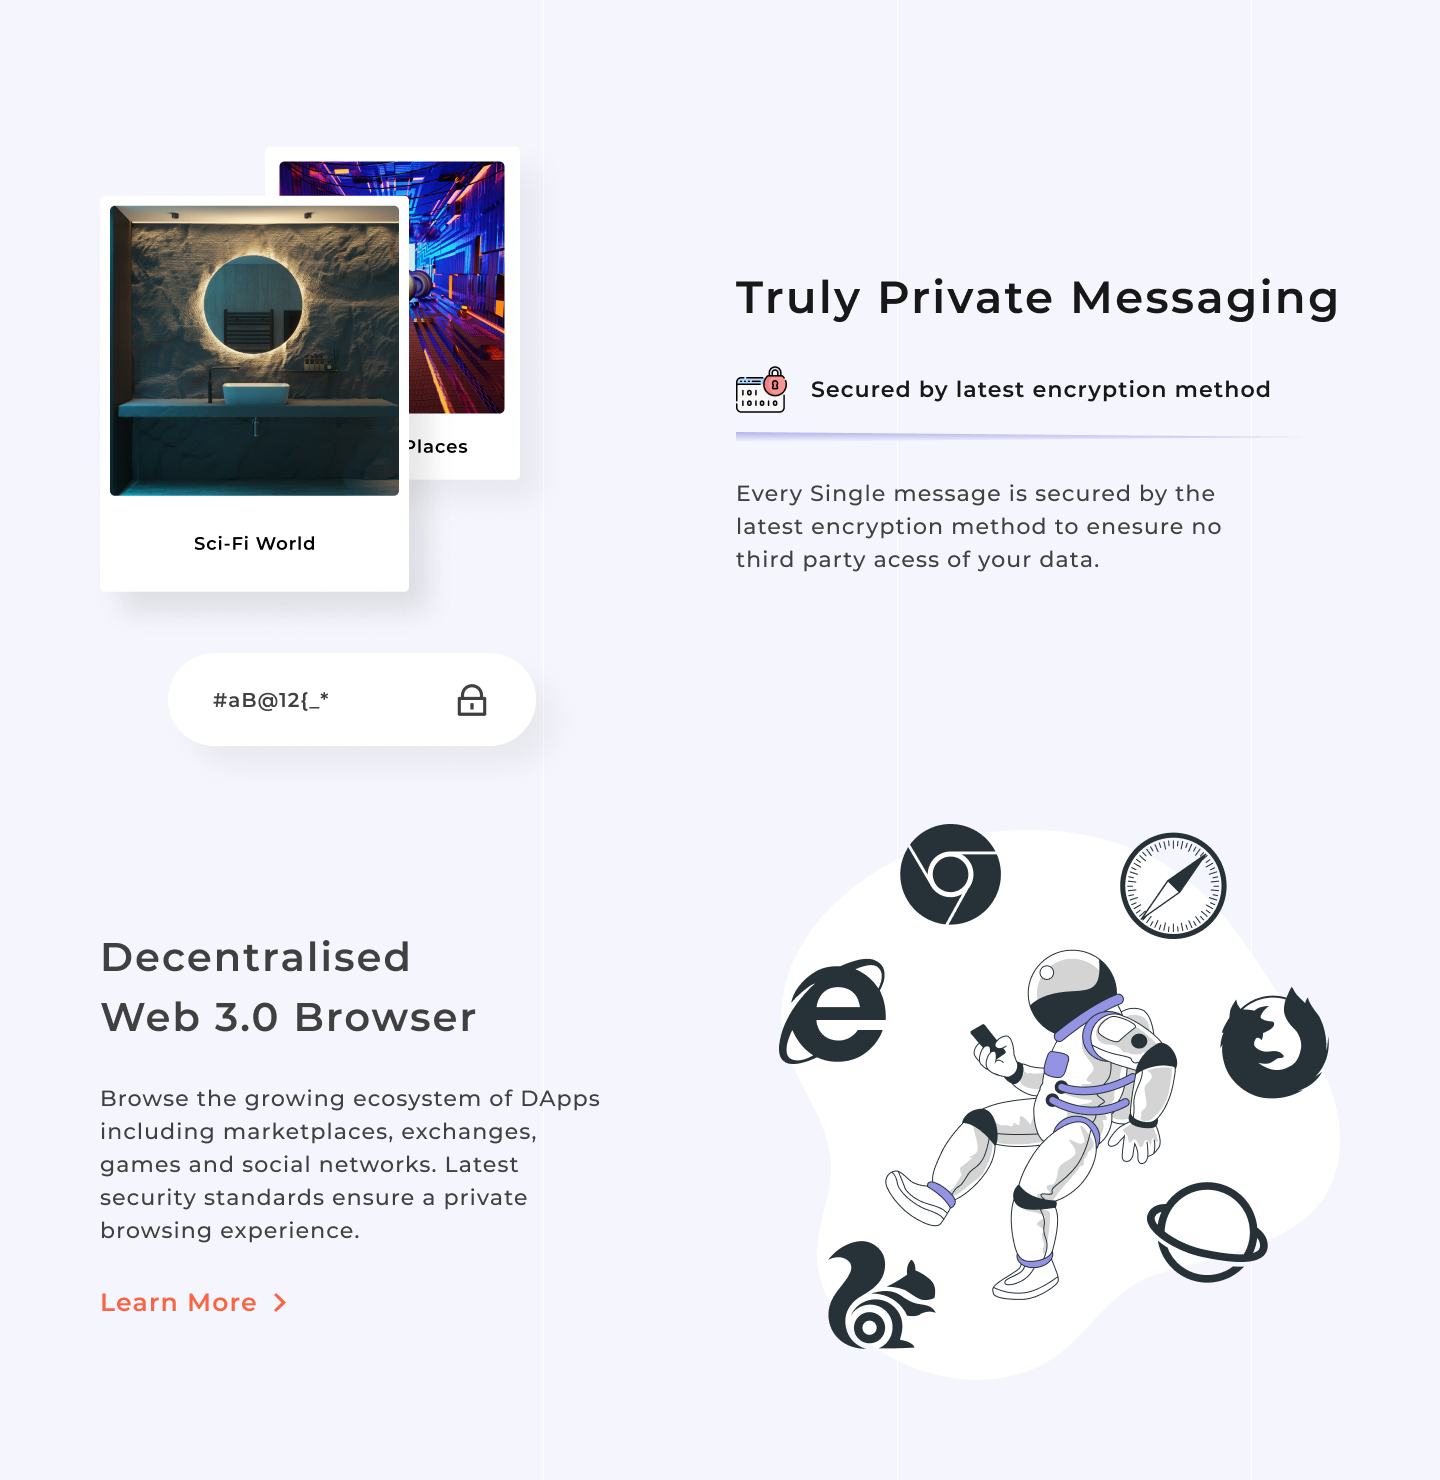 Places
Sci-Fi World
#aB@12{_*
Truly Private Messaging
101
101010
Secured by latest encryption method
Every Single message is secured by the
latest encryption method to enesure no
third party acess of your data.
Decentralised
Web 3.0 Browser
Browse the growing ecosystem of DApps
including marketplaces, exchanges,
games and social networks. Latest
security standards ensure a private
browsing experience.
Learn More